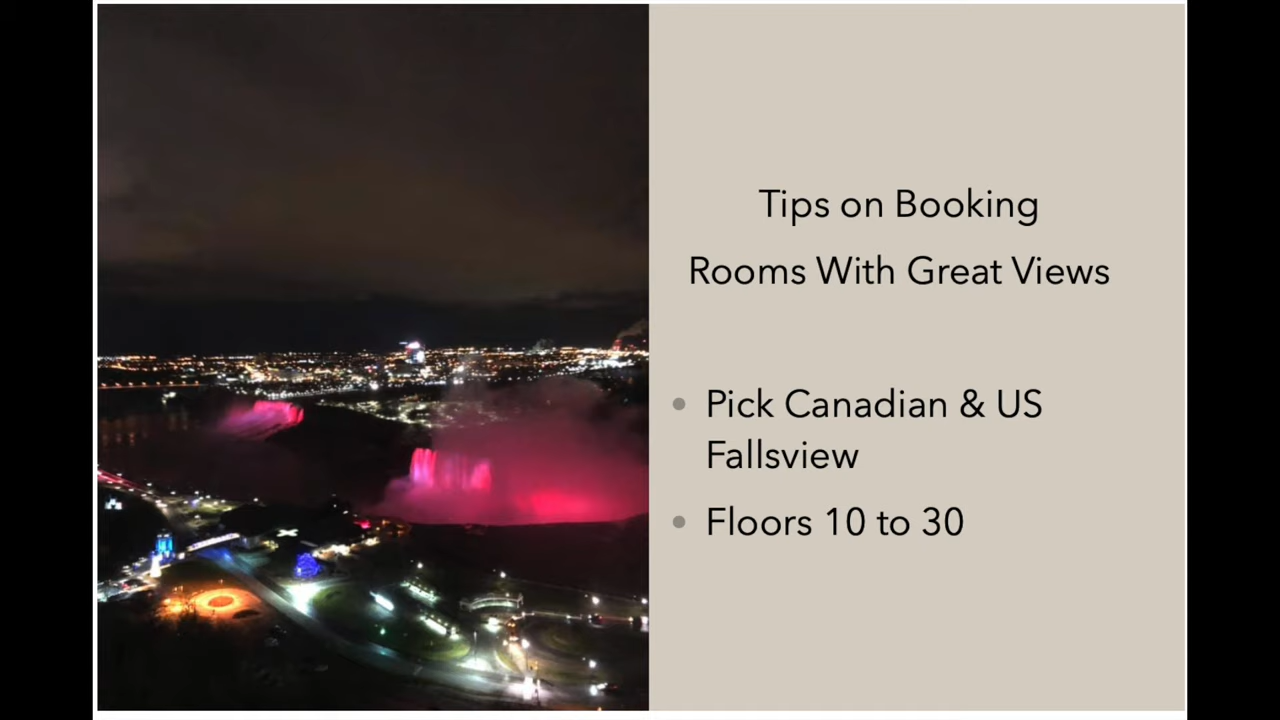 Tips on Booking
Rooms With Great Views
• Pick Canadian & US
Fallsview
• Floors 10 to 30